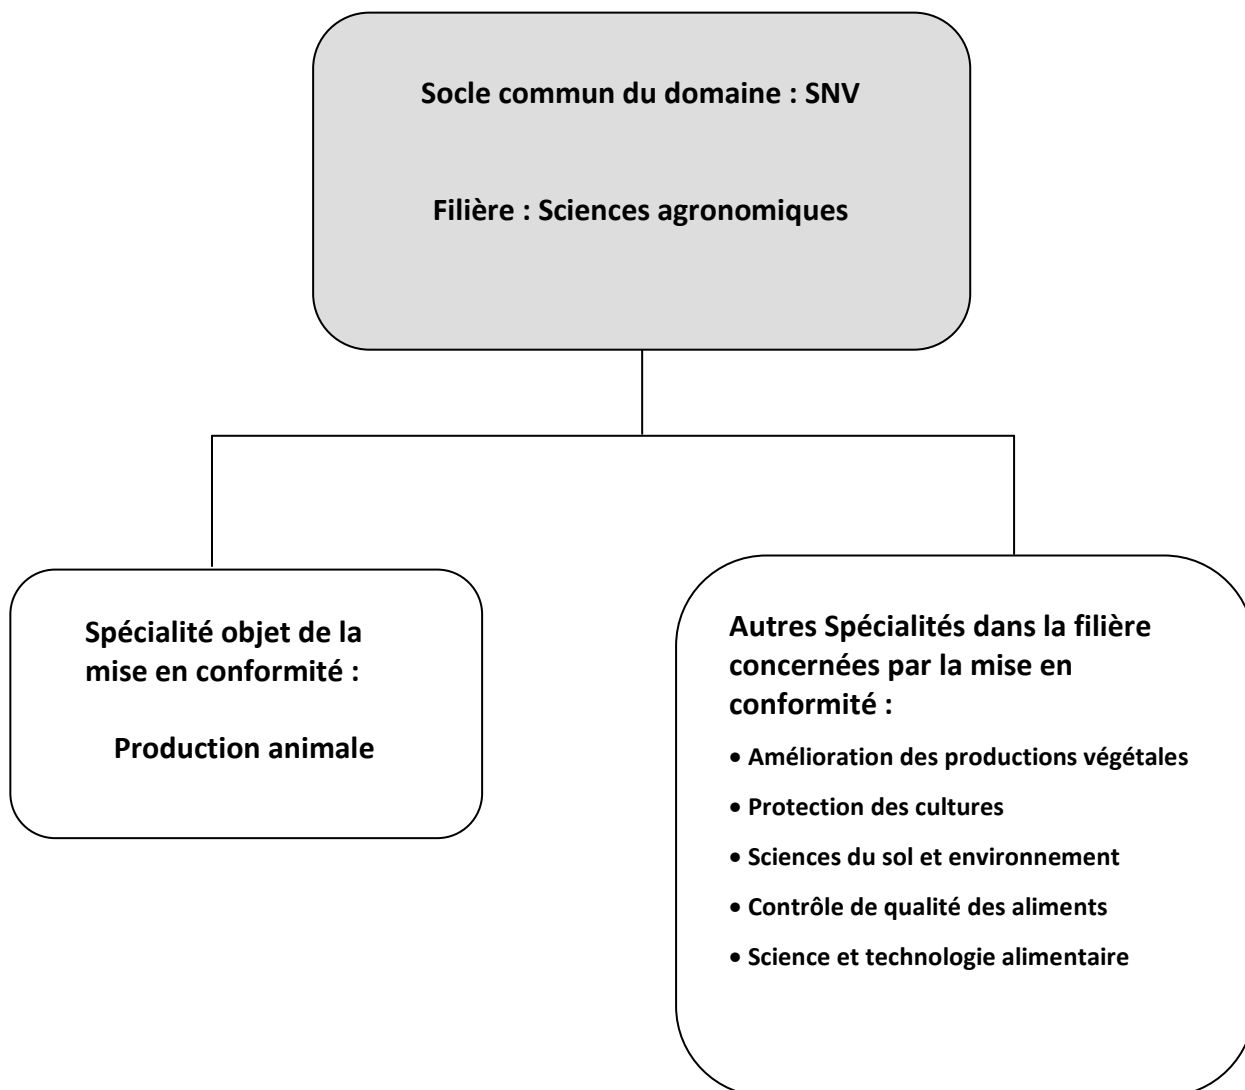 Socle commun du domaine : SNV
Filière : Sciences agronomiques
Spécialité objet de la
mise en conformité :
Production animale
Autres Spécialités dans la filière
concernées par la mise en
conformité :
• Amélioration des productions végétales
• Protection des cultures
• Sciences du sol et environnement
• Contrôle de qualité des aliments
• Science et technologie alimentaire